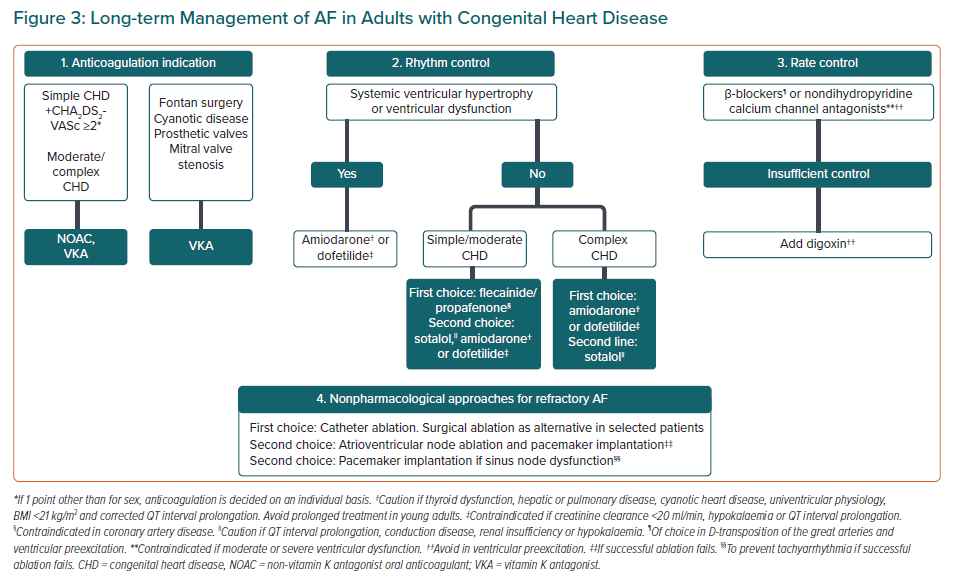 Figure 3: Long-term Management of AF in Adults with Congenital Heart Disease
1. Anticoagulation indication
Simple CHD
+CHA₂DS₂-
VASc ≥2*
Moderate/
complex
CHD
NOAC,
VKA
Fontan surgery
Cyanotic disease
Prosthetic valves
Mitral valve
stenosis
VKA
2. Rhythm control
Systemic ventricular hypertrophy
or ventricular dysfunction
Yes
No
Amiodarone† or
dofetilide‡
Simple/moderate
CHD
First choice: flecainide/
propafenone§
Second choice:
sotalol,‖ amiodarone†
or dofetilide‡
Complex
CHD
First choice:
amiodarone†
or dofetilide‡
Second line:
sotalol‖
3. Rate control
β-blockers¶ or nondihydropyridine
calcium channel antagonists**††
Insufficient control
Add digoxin††
4. Nonpharmacological approaches for refractory AF
First choice: Catheter ablation. Surgical ablation as alternative in selected patients
Second choice: Atrioventricular node ablation and pacemaker implantation‡‡
Second choice: Pacemaker implantation if sinus node dysfunction§§
*If 1 point other than for sex, anticoagulation is decided on an individual basis. †Caution if thyroid dysfunction, hepatic or pulmonary disease, cyanotic heart disease, univentricular physiology,
BMI <21 kg/m² and corrected QT interval prolongation. Avoid prolonged treatment in young adults. ‡Contraindicated if creatinine clearance <20 ml/min, hypokalaemia or QT interval prolongation.
§Contraindicated in coronary artery disease. ‖Caution if QT interval prolongation, conduction disease, renal insufficiency or hypokalaemia. ¶Of choice in D-transposition of the great arteries and
ventricular preexcitation. **Contraindicated if moderate or severe ventricular dysfunction. ††Avoid in ventricular preexcitation. ‡‡If successful ablation fails. §§To prevent tachyarrhythmia if successful
ablation fails. CHD = congenital heart disease, NOAC = non-vitamin K antagonist oral anticoagulant; VKA = vitamin K antagonist.